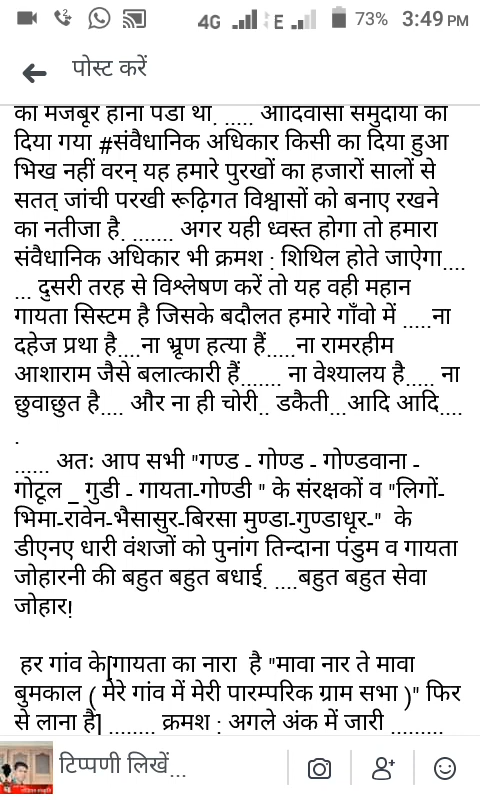 4G E 73% 3:49 PM
पोस्ट करें
को मजबूर होना पडा था. ..... आदिवासी समुदायों को
दिया गया #संवैधानिक अधिकार किसी का दिया हुआ
भिख नहीं वरन् यह हमारे पुरखों का हजारों सालों से
सतत् जांची परखी रूढ़िगत विश्वासों को बनाए रखने
का नतीजा है. ....... अगर यही ध्वस्त होगा तो हमारा
संवैधानिक अधिकार भी क्रमश : शिथिल होते जाऐगा....
... दुसरी तरह से विश्लेषण करें तो यह वही महान
गायता सिस्टम है जिसके बदौलत हमारे गाँवो में .....ना
दहेज प्रथा है....ना भ्रूण हत्या हैं.....ना रामरहीम
आशाराम जैसे बलात्कारी हैं....... ना वेश्यालय है..... ना
छुवाछुत है.... और ना ही चोरी.. डकैती...आदि आदि....
.
...... अतः आप सभी "गण्ड - गोण्ड - गोण्डवाना -
गोटूल _ गुडी - गायता-गोण्डी " के संरक्षकों व "लिगों-
भिमा-रावेन-भैसासुर-बिरसा मुण्डा-गुण्डाधूर-" के
डीएनए धारी वंशजों को पुनांग तिन्दाना पंडुम व गायता
जोहारनी की बहुत बहुत बधाई. ....बहुत बहुत सेवा
जोहार!
हर गांव के[गायता का नारा है "मावा नार ते मावा
बुमकाल ( मेरे गांव में मेरी पारम्परिक ग्राम सभा )" फिर
से लाना है] ........ क्रमश : अगले अंक में जारी .........
टिप्पणी लिखें...